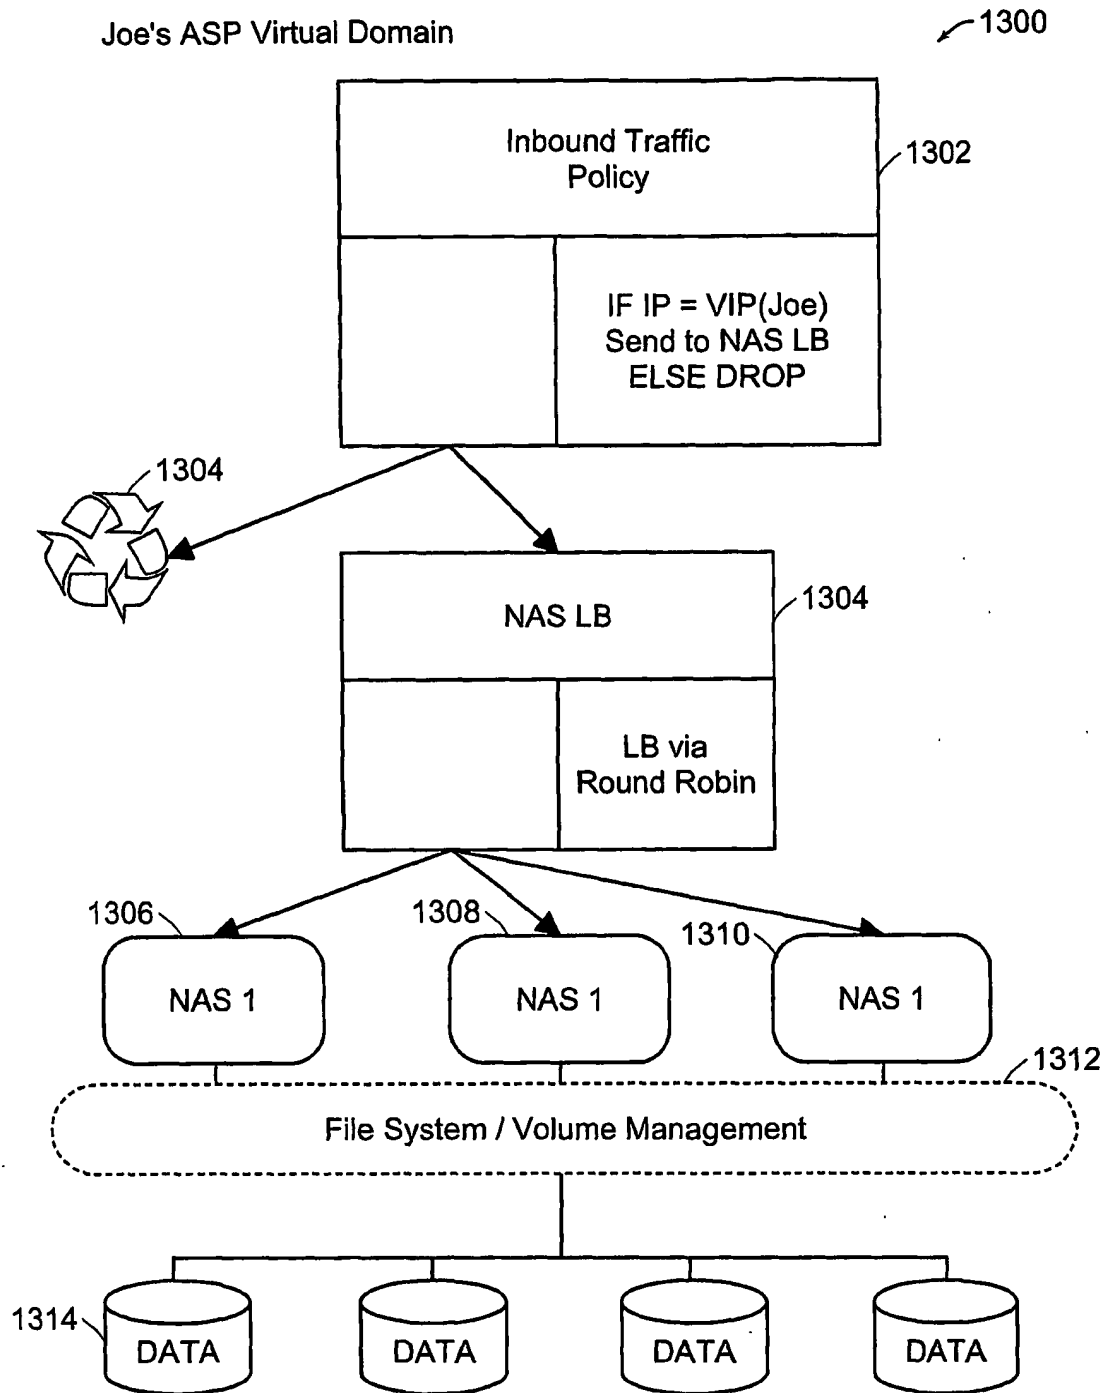 Joe's ASP Virtual Domain
1300
Inbound Traffic
Policy
1302
IF IP = VIP(Joe)
Send to NAS LB
ELSE DROP
1304
NAS LB
1304
LB via
Round Robin
1306
1308
1310
NAS 1
NAS 1
NAS 1
1312
File System / Volume Management
1314
DATA
DATA
DATA
DATA